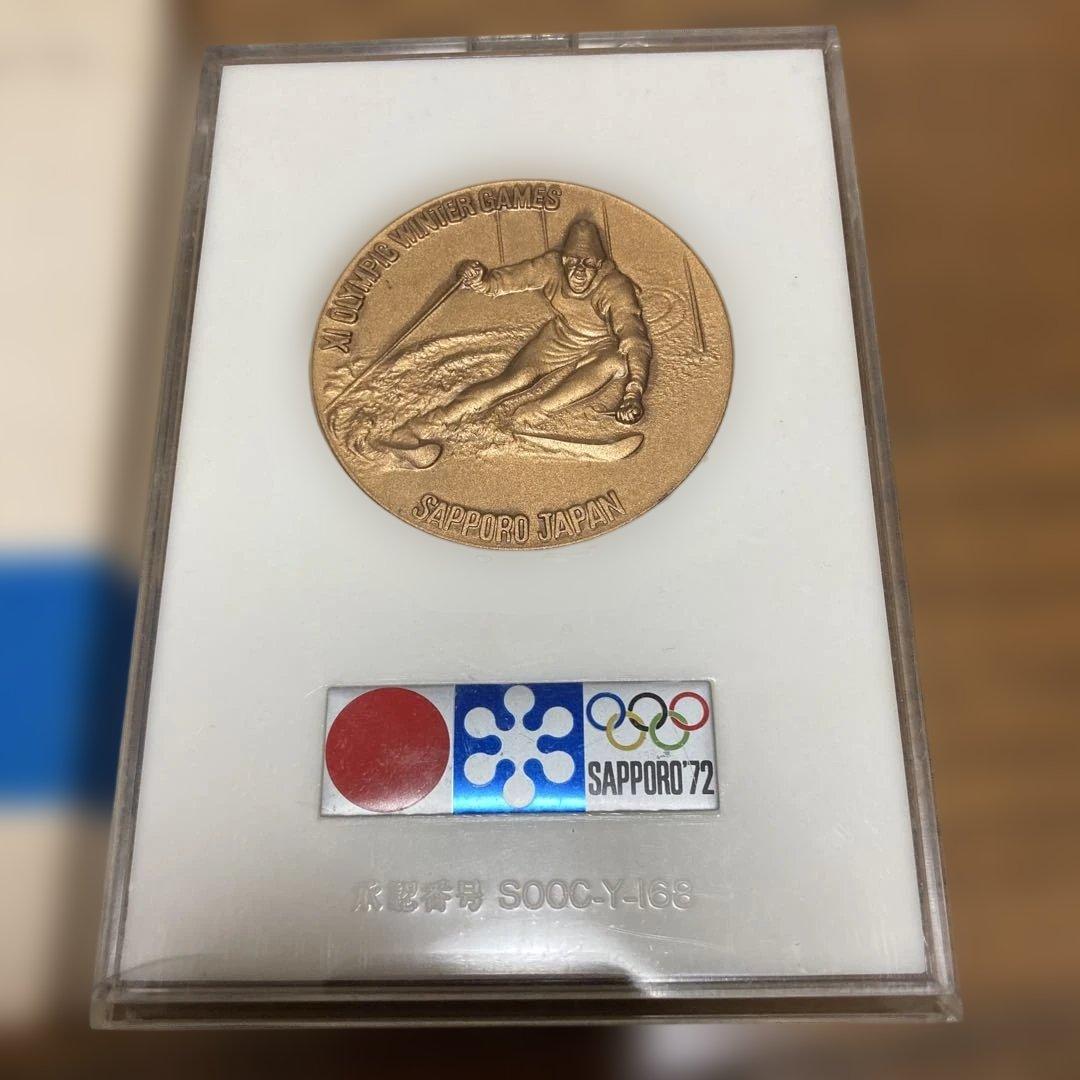 XI OLYMPIC WINTER GAMES
SAPPORO JAPAN
SAPPORO'72
承認番号 SOOC-Y-168